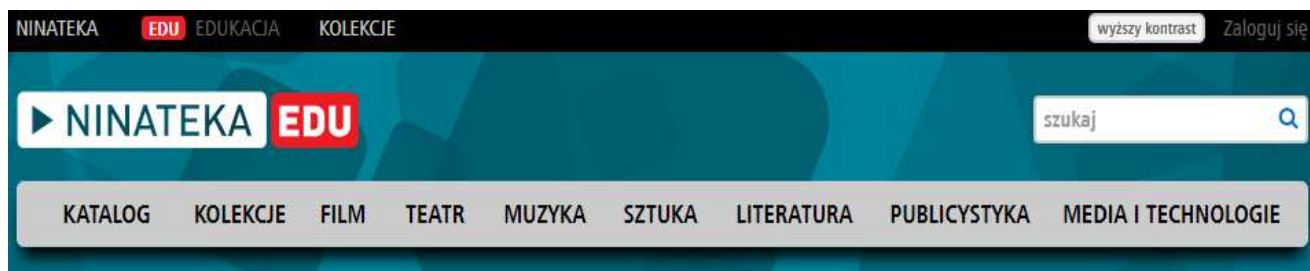 NINATEKA EDU EDUKACJA KOLEKCJE wyższy kontrast Zaloguj się
NINATEKA EDU szukaj
KATALOG KOLEKCJE FILM TEATR MUZYKA SZTUKA LITERATURA PUBLICYSTYKA MEDIA I TECHNOLOGIE